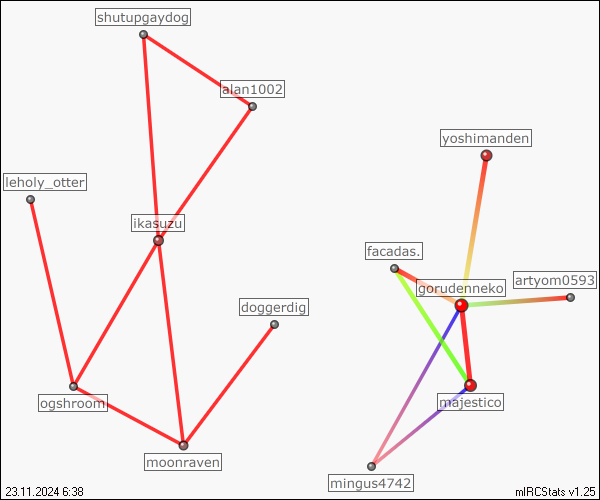 shutupgaydog
alan1002
yoshimanden
leholy_otter
ikasuzu
facadas.
artyom0593
gorudenneko
doggerdig
ogshroom
majestico
moonraven
mingus4742
23.11.2024 6:38
mIRCStats v1.25